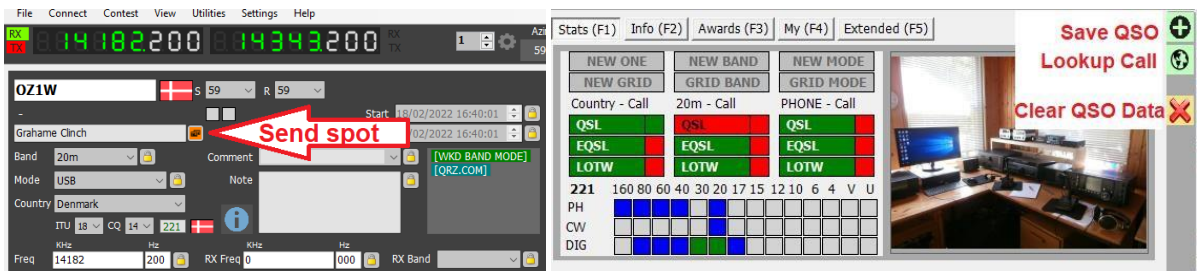 File Connect Contest View Utilities Settings Help
RX 14182.200 14343.200 RX 1 Azi
TX TX 59
OZ1W S 59 R 59
- Start 18/02/2022 16:40:01
Grahame Clinch Send spot /02/2022 16:40:01
Band 20m Comment [WKD BAND MODE]
[QRZ.COM]
Mode USB Note
Country Denmark
ITU 18 CQ 14 221
KHz Hz KHz Hz
Freq 14182 200 RX Freq 0 000 RX Band
Stats (F1) Info (F2) Awards (F3) My (F4) Extended (F5)
Save QSO
Lookup Call
Clear QSO Data
NEW ONE NEW BAND NEW MODE
NEW GRID GRID BAND GRID MODE
Country - Call 20m - Call PHONE - Call
QSL QSL QSL
EQSL EQSL EQSL
LOTW LOTW LOTW
221 160 80 60 40 30 20 17 15 12 10 6 4 V U
PH
CW
DIG